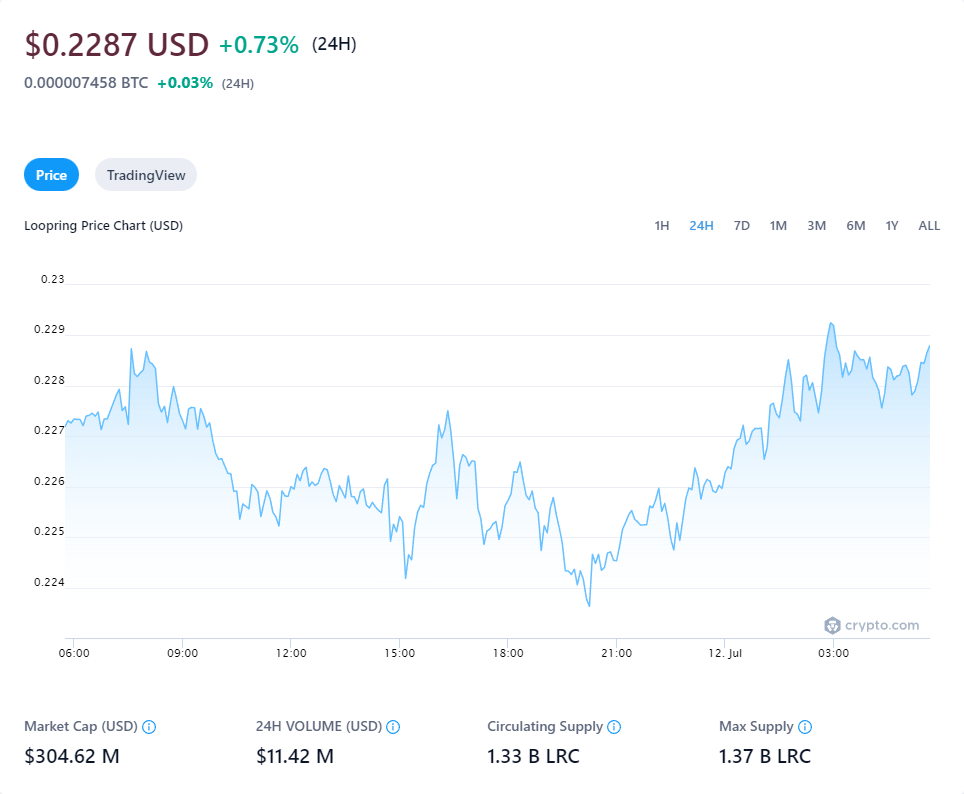 $0.2287 USD +0.73% (24H)
0.000007458 BTC +0.03% (24H)
Price TradingView
Loopring Price Chart (USD) 1H 24H 7D 1M 3M 6M 1Y ALL
0.23
0.229
0.228
0.227
0.226
0.225
0.224
crypto.com
06:00 09:00 12:00 15:00 18:00 21:00 12. Jul 03:00
Market Cap (USD) 24H VOLUME (USD) Circulating Supply Max Supply
$304.62 M $11.42 M 1.33 B LRC 1.37 B LRC